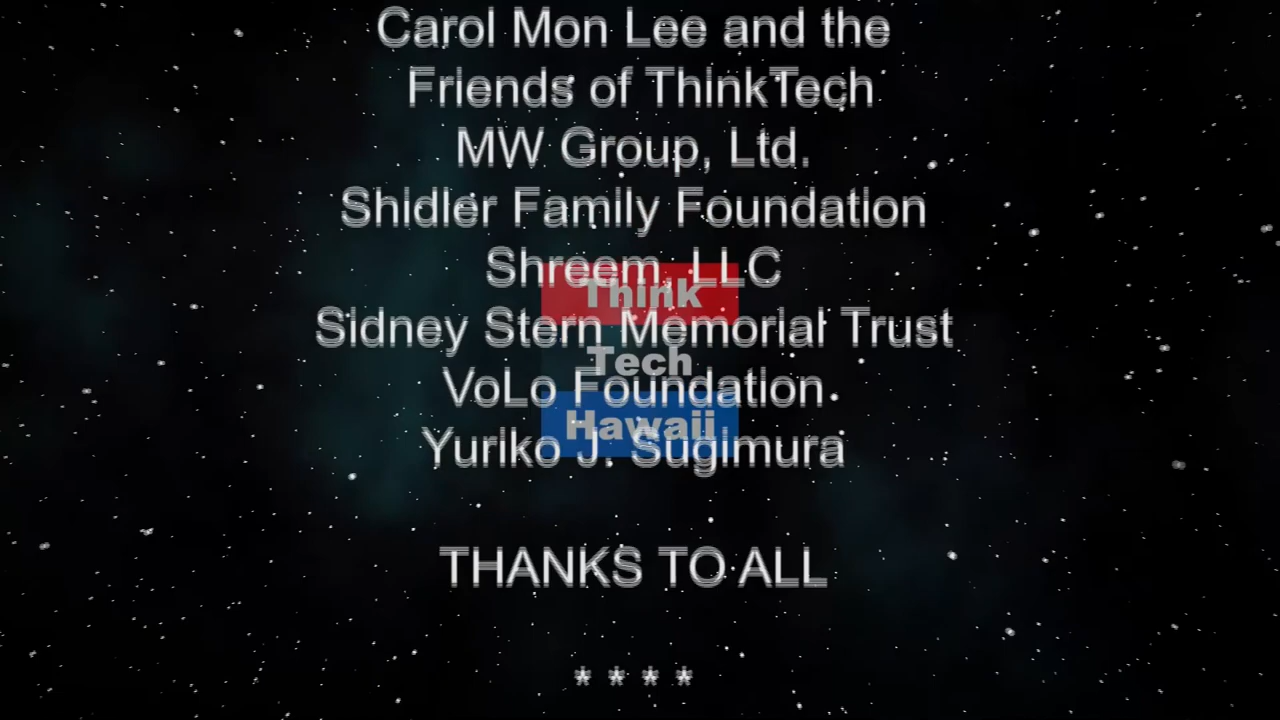 Carol Mon Lee and the
Friends of ThinkTech
MW Group, Ltd.
Shidler Family Foundation
Shreem, LLC
Think
Sidney Stern Memorial Trust
Tech
VoLo Foundation
Hawaii
Yuriko J. Sugimura
THANKS TO ALL
* * * *